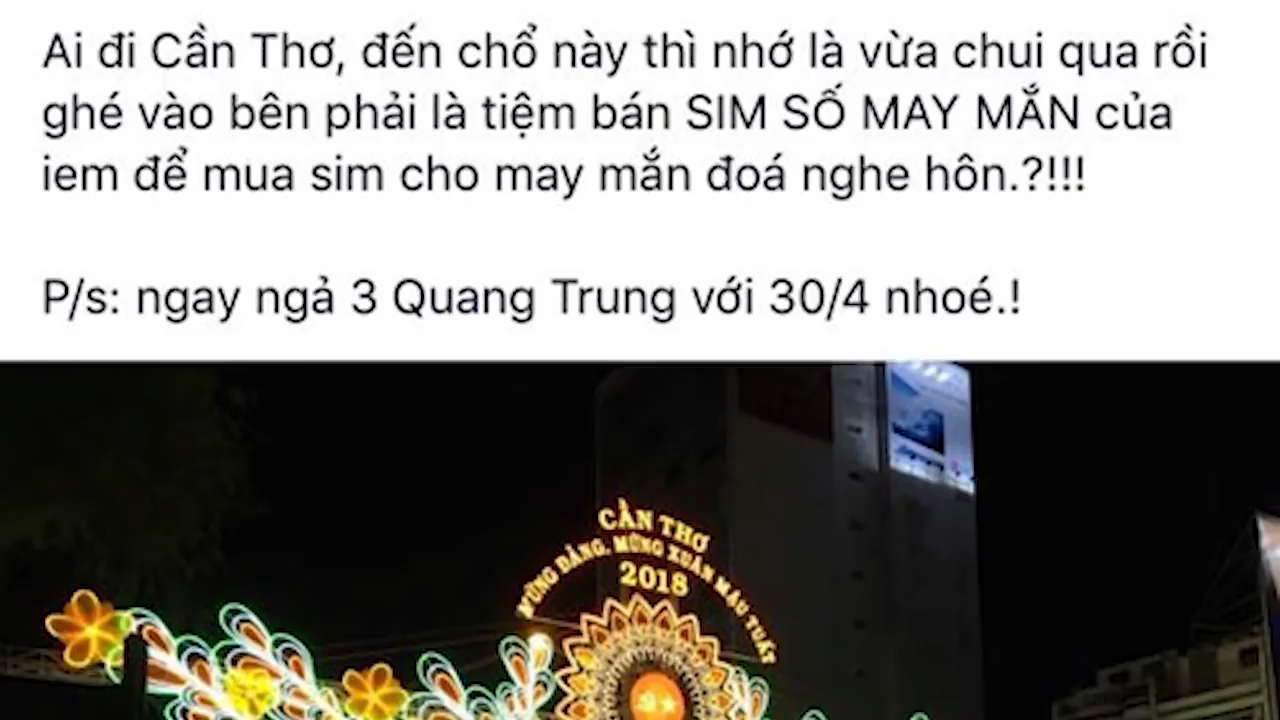 Ai đi Cần Thơ, đến chổ này thì nhớ là vừa chui qua rồi
ghé vào bên phải là tiệm bán SIM SỐ MAY MẮN của
iem để mua sim cho may mắn đoá nghe hôn.?!!!
P/s: ngay ngả 3 Quang Trung với 30/4 nhoé.!
CẦN THƠ
MỪNG ĐẢNG, MỪNG XUÂN MẬU TUẤT
2018